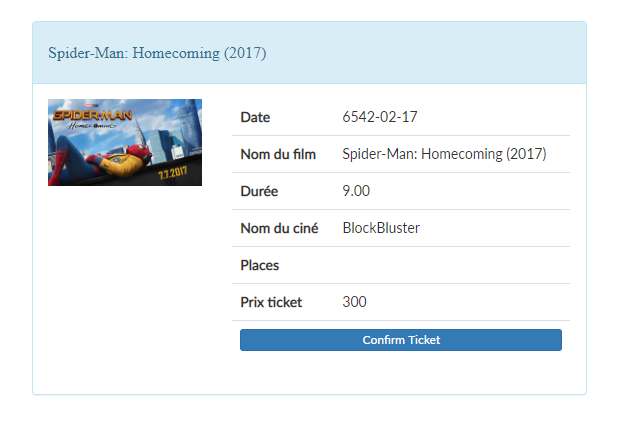 Spider-Man: Homecoming (2017)
SPIDER-MAN
HOMECOMING
7.7.2017
Date 6542-02-17
Nom du film Spider-Man: Homecoming (2017)
Durée 9.00
Nom du ciné BlockBluster
Places
Prix ticket 300
Confirm Ticket